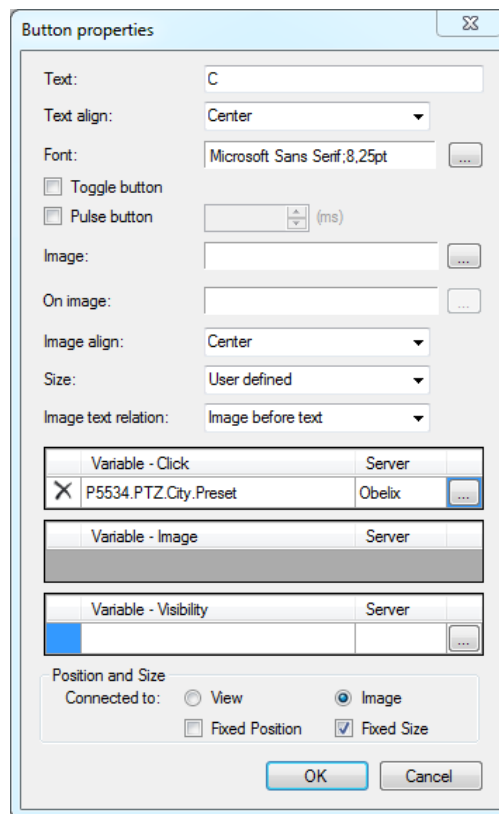 Button properties
Text: C
Text align: Center
Font: Microsoft Sans Serif;8,25pt ...
Toggle button
Pulse button (ms)
Image: ...
On image: ...
Image align: Center
Size: User defined
Image text relation: Image before text
Variable - Click Server
P5534.PTZ.City.Preset Obelix ...
Variable - Image Server
Variable - Visibility Server
...
Position and Size
Connected to: View Image
Fixed Position Fixed Size
OK Cancel